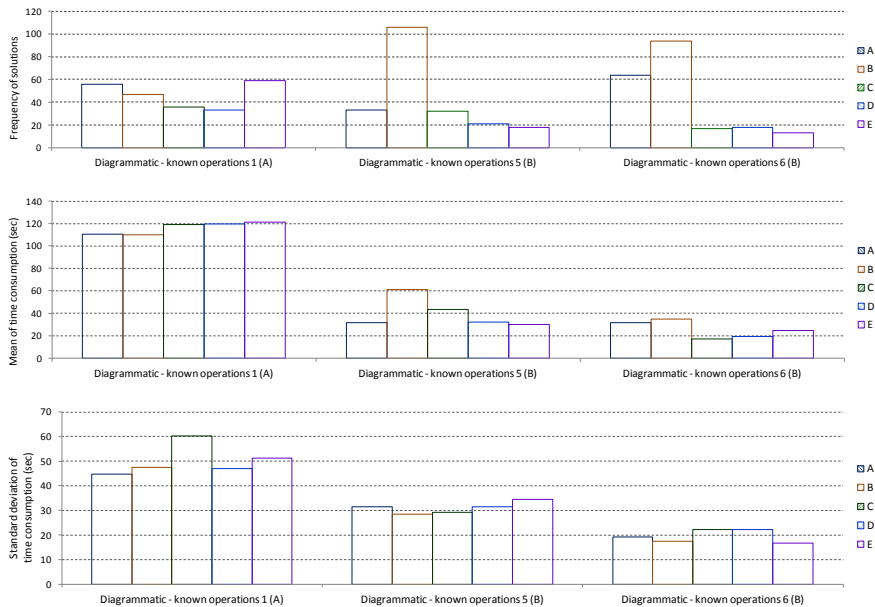 120
100
80
60
40
20
0
Frequency of solutions
Diagrammatic - known operations 1 (A)
Diagrammatic - known operations 5 (B)
Diagrammatic - known operations 6 (B)
A
B
C
D
E
140
120
100
80
60
40
20
0
Mean of time consumption (sec)
Diagrammatic - known operations 1 (A)
Diagrammatic - known operations 5 (B)
Diagrammatic - known operations 6 (B)
A
B
C
D
E
70
60
50
40
30
20
10
0
Standard deviation of
time consumption (sec)
Diagrammatic - known operations 1 (A)
Diagrammatic - known operations 5 (B)
Diagrammatic - known operations 6 (B)
A
B
C
D
E